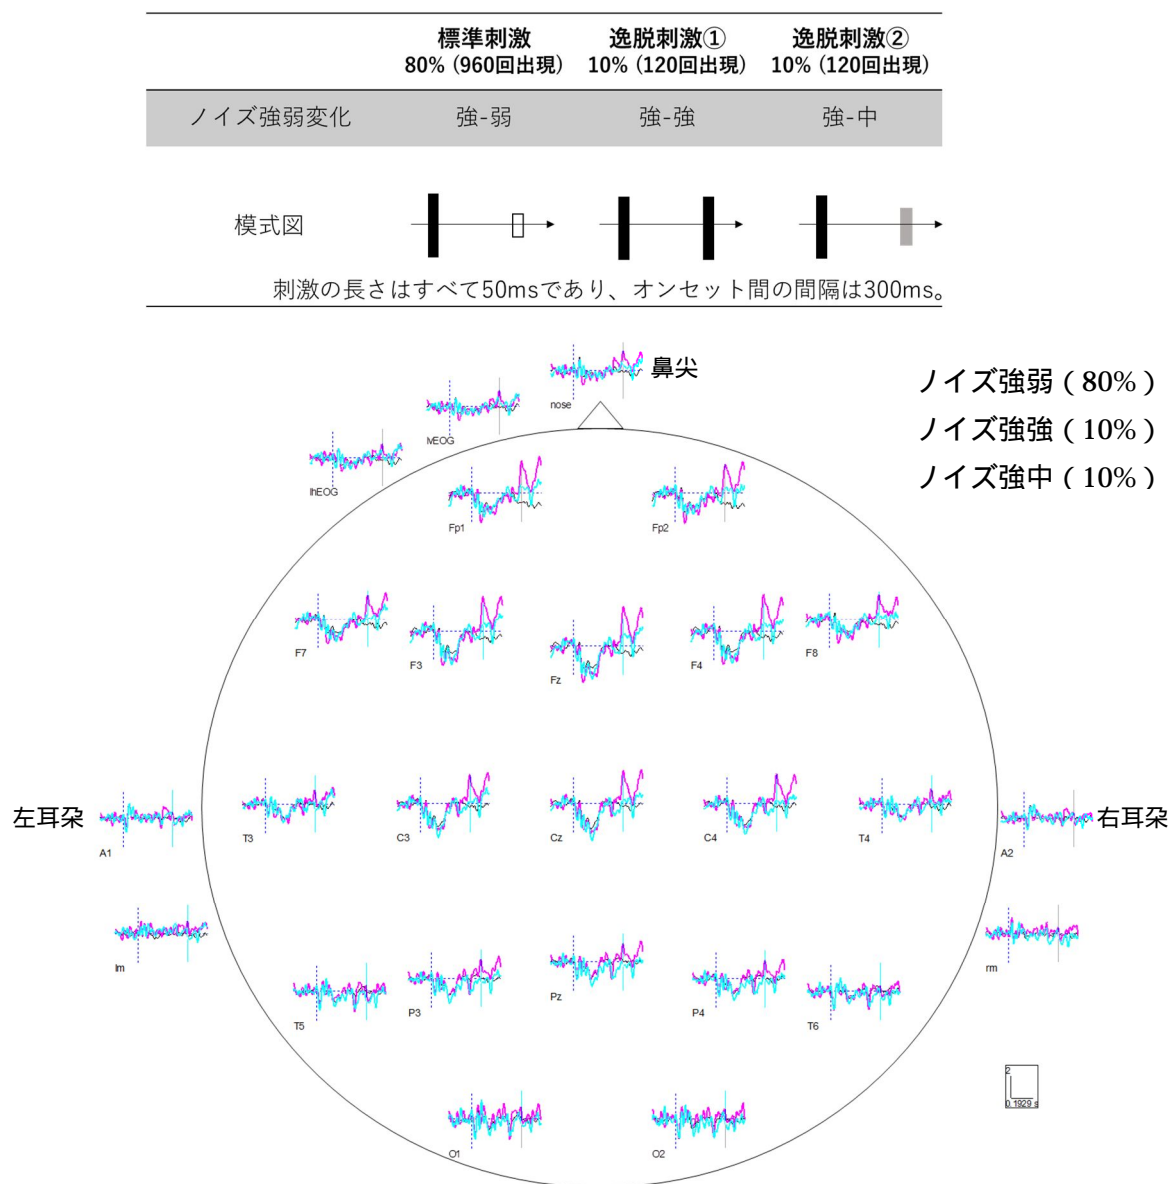 標準刺激 逸脱刺激① 逸脱刺激②
80% (960回出現) 10% (120回出現) 10% (120回出現)
ノイズ強弱変化 強-弱 強-強 強-中
模式図
刺激の長さはすべて50msであり、オンセット間の間隔は300ms。
鼻尖
nose
ノイズ強弱（80%）
ノイズ強強（10%）
ノイズ強中（10%）
lvEOG
lhEOG
Fp1 Fp2
F7 F3 Fz F4 F8
左耳朶 右耳朶
A1 T3 C3 Cz C4 T4 A2
lm rm
T5 P3 Pz P4 T6
2
0.1929 s
O1 O2